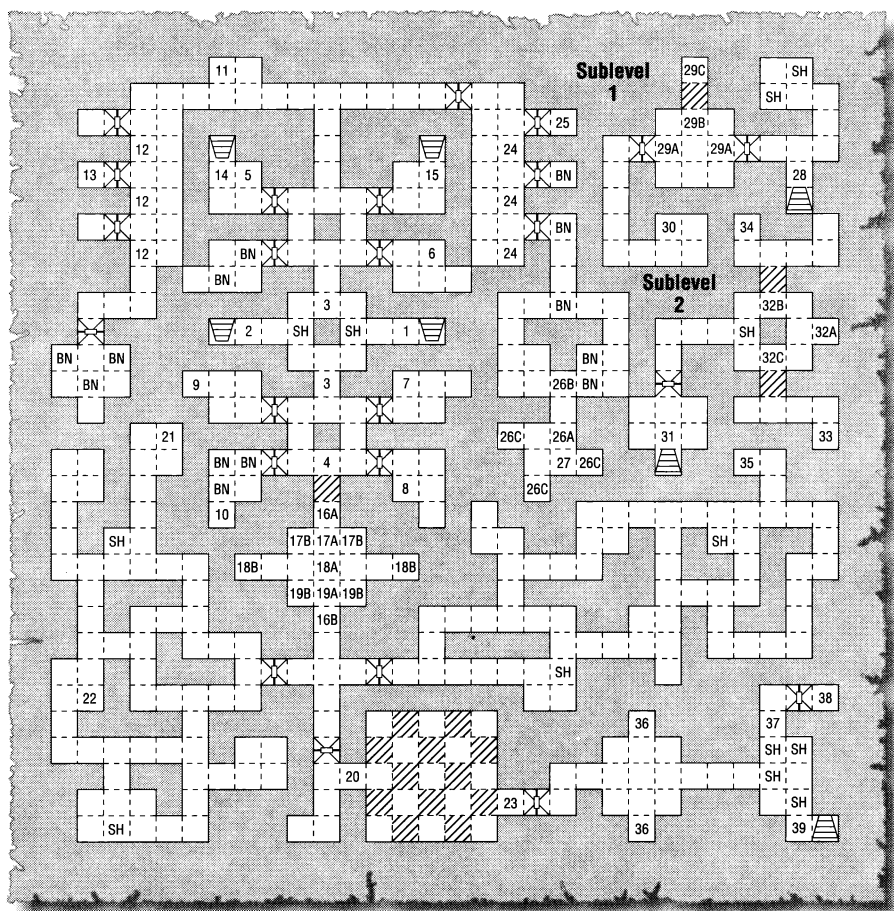 11
Sublevel
1
29C
SH
SH
25
29B
12
24
29A
29A
13
14
5
15
BN
28
12
24
BN
30
34
12
BN
6
24
BN
Sublevel
2
3
BN
32B
2
SH
SH
1
SH
32A
BN
BN
BN
32C
BN
9
3
7
26B
BN
21
26C
26A
31
33
BN
BN
4
27
26C
35
BN
8
26C
10
16A
SH
17B
17A
17B
SH
18B
18A
18B
19B
19A
19B
16B
SH
22
38
36
37
SH
SH
20
SH
23
SH
SH
36
39